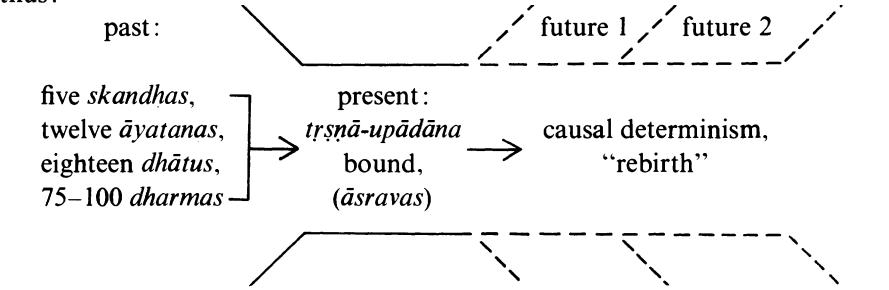 thus:
past:
future 1
future 2
five skandhas,
twelve āyatanas,
eighteen dhātus,
75–100 dharmas
present:
tṛṣṇā-upādāna
bound,
(āsravas)
causal determinism,
“rebirth”